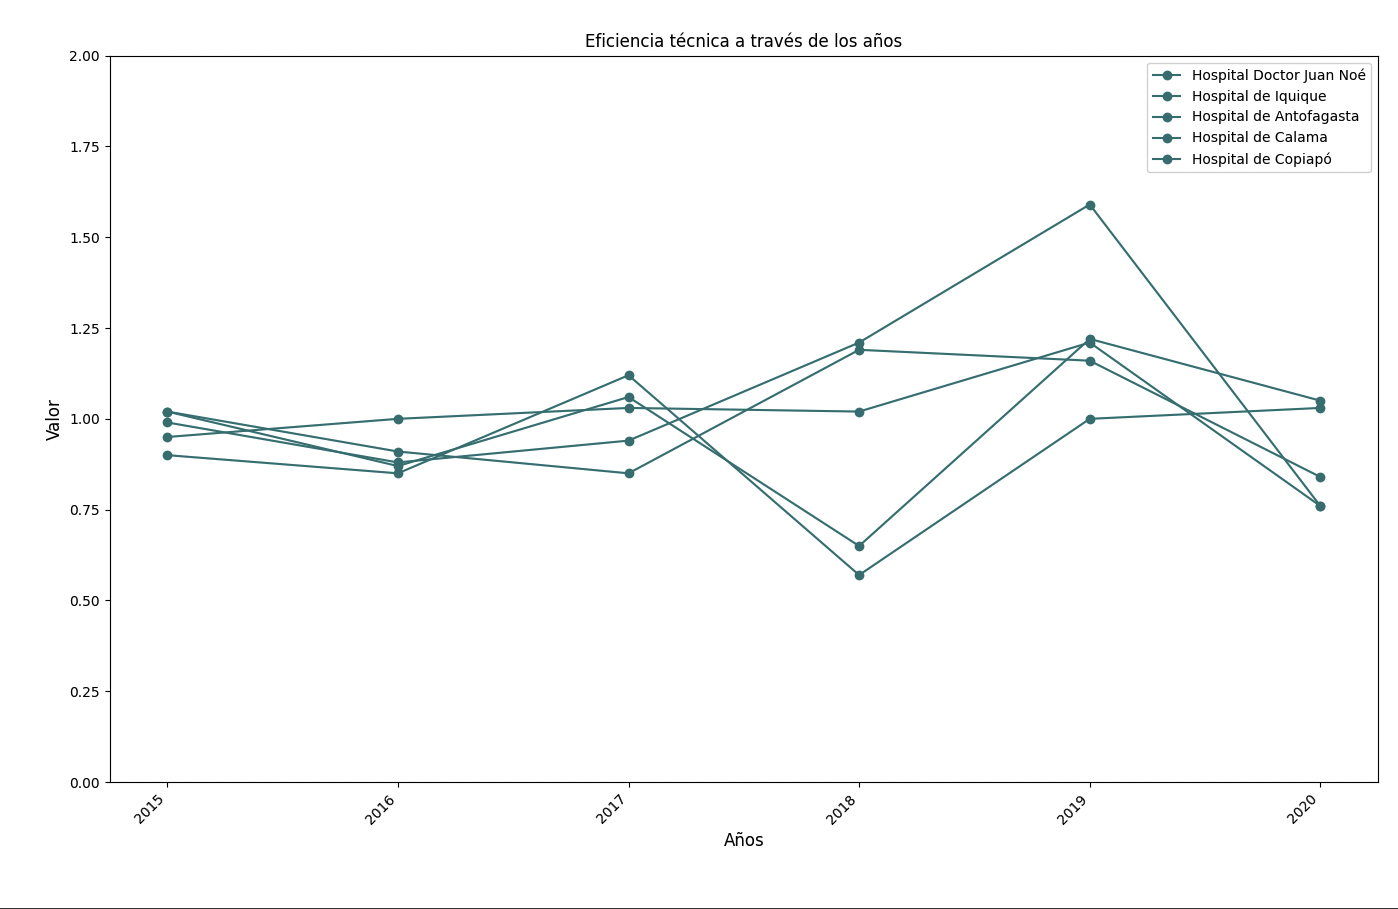 Eficiencia técnica a través de los años
2.00
1.75
1.50
1.25
1.00
0.75
0.50
0.25
0.00
Valor
Hospital Doctor Juan Noé
Hospital de Iquique
Hospital de Antofagasta
Hospital de Calama
Hospital de Copiapó
2015
2016
2017
2018
2019
2020
Años